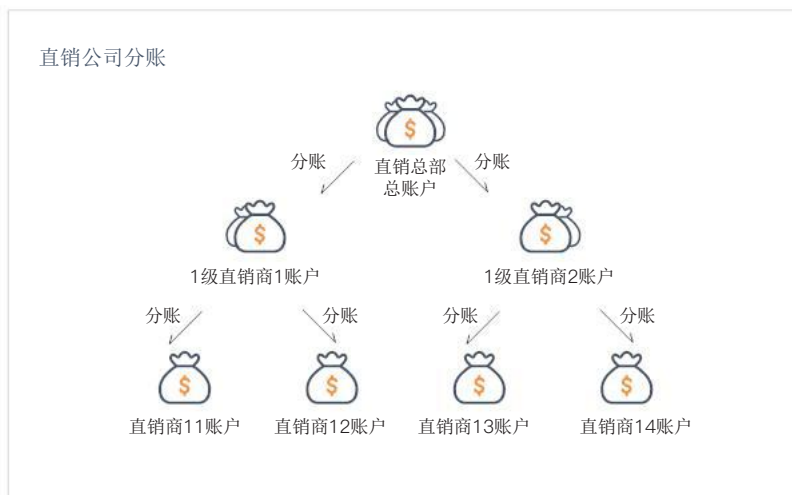 直销公司分账
$
分账
直销总部
总账户
分账
$
$
1级直销商1账户
1级直销商2账户
分账
分账
分账
分账
$
$
$
$
直销商11账户
直销商12账户
直销商13账户
直销商14账户